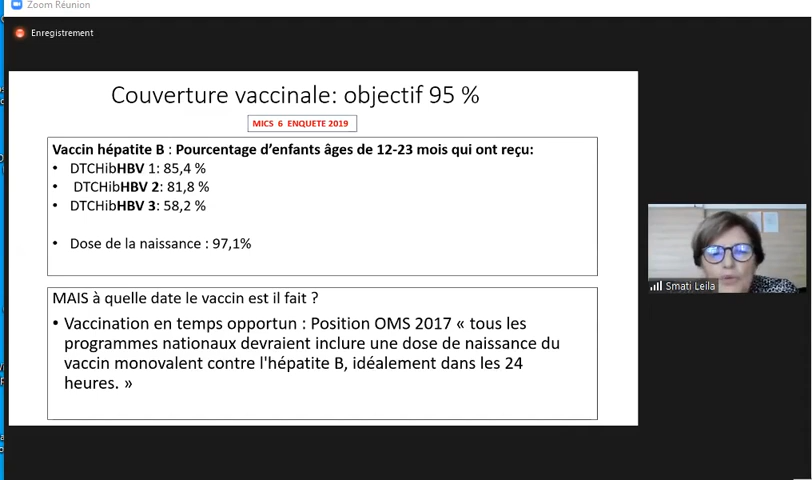 Zoom Réunion
Enregistrement
Couverture vaccinale: objectif 95 %
MICS 6 ENQUETE 2019
Vaccin hépatite B : Pourcentage d'enfants âges de 12-23 mois qui ont reçu:
• DTCHibHBV 1: 85,4 %
• DTCHibHBV 2: 81,8 %
• DTCHibHBV 3: 58,2 %
• Dose de la naissance : 97,1%
MAIS à quelle date le vaccin est il fait ?
• Vaccination en temps opportun : Position OMS 2017 « tous les
programmes nationaux devraient inclure une dose de naissance du
vaccin monovalent contre l'hépatite B, idéalement dans les 24
heures. »
Smati Leila